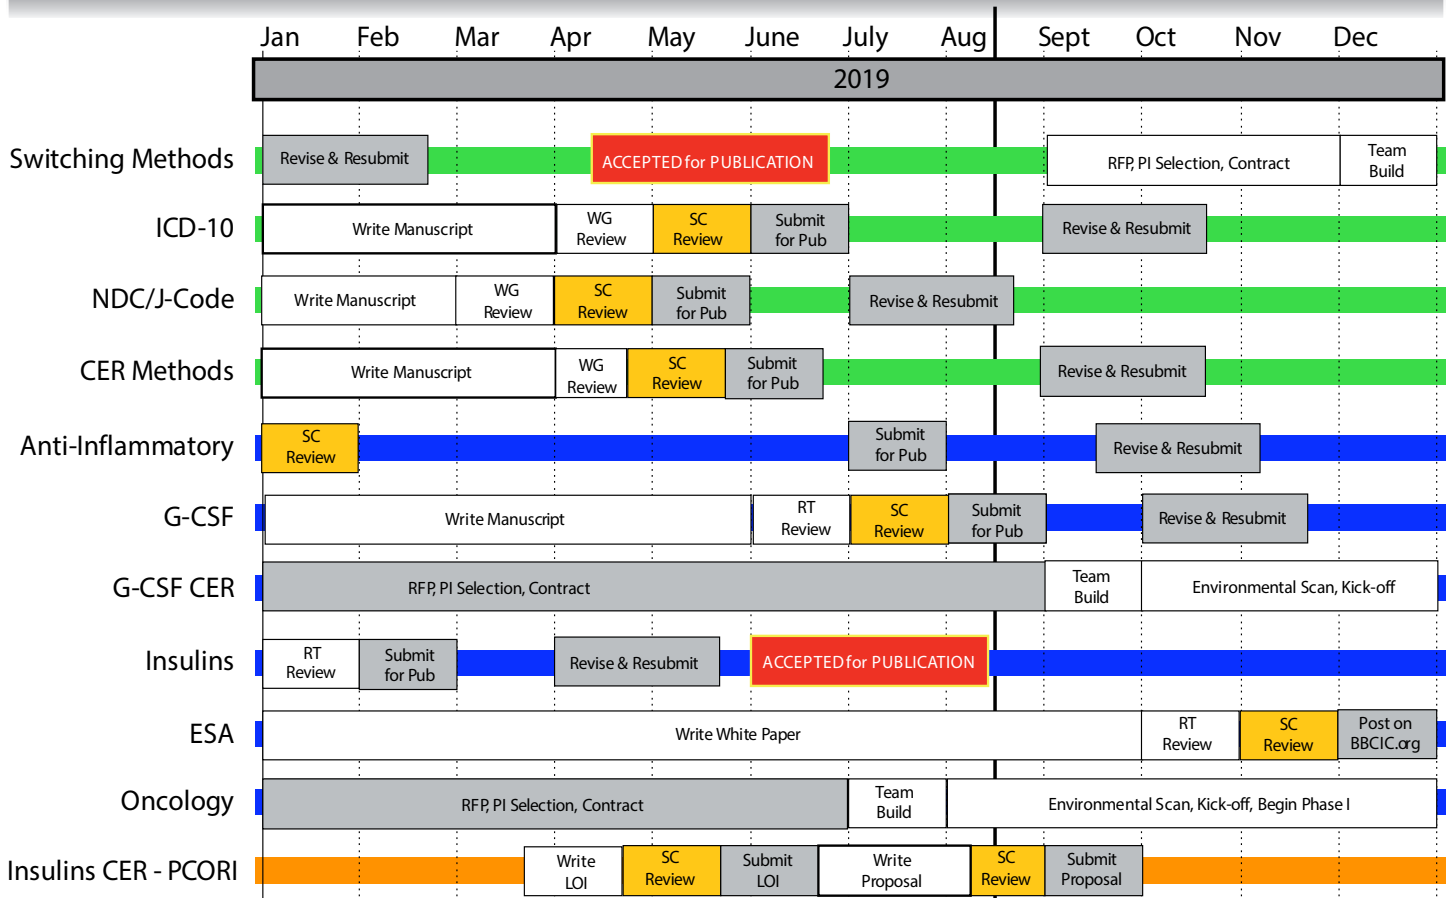 Jan Feb Mar Apr May June July Aug Sept Oct Nov Dec
2019
Switching Methods
Revise & Resubmit
ACCEPTED for PUBLICATION
RFP, PI Selection, Contract
Team
Build
ICD-10
Write Manuscript
WG
Review
SC
Review
Submit
for Pub
Revise & Resubmit
NDC/J-Code
Write Manuscript
WG
Review
SC
Review
Submit
for Pub
Revise & Resubmit
CER Methods
Write Manuscript
WG
Review
SC
Review
Submit
for Pub
Revise & Resubmit
Anti-Inflammatory
SC
Review
Submit
for Pub
Revise & Resubmit
G-CSF
Write Manuscript
RT
Review
SC
Review
Submit
for Pub
Revise & Resubmit
G-CSF CER
RFP, PI Selection, Contract
Team
Build
Environmental Scan, Kick-off
Insulins
RT
Review
Submit
for Pub
Revise & Resubmit
ACCEPTED for PUBLICATION
ESA
Write White Paper
RT
Review
SC
Review
Post on
BBCIC.org
Oncology
RFP, PI Selection, Contract
Team
Build
Environmental Scan, Kick-off, Begin Phase I
Insulins CER - PCORI
Write
LOI
SC
Review
Submit
LOI
Write
Proposal
SC
Review
Submit
Proposal